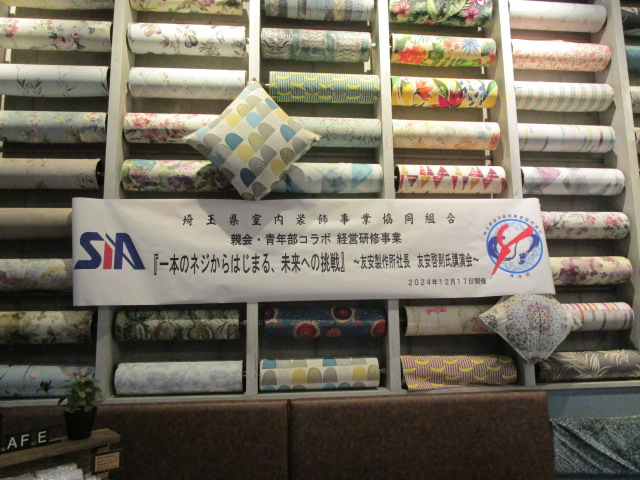 埼玉県室内装飾事業協同組合
親会・青年部コラボ 経営研修事業
SIA
『一本のネジからはじまる、未来への挑戦』 ～友安製作所社長 友安啓則氏講演会～
2024年12月17日開催
AFE